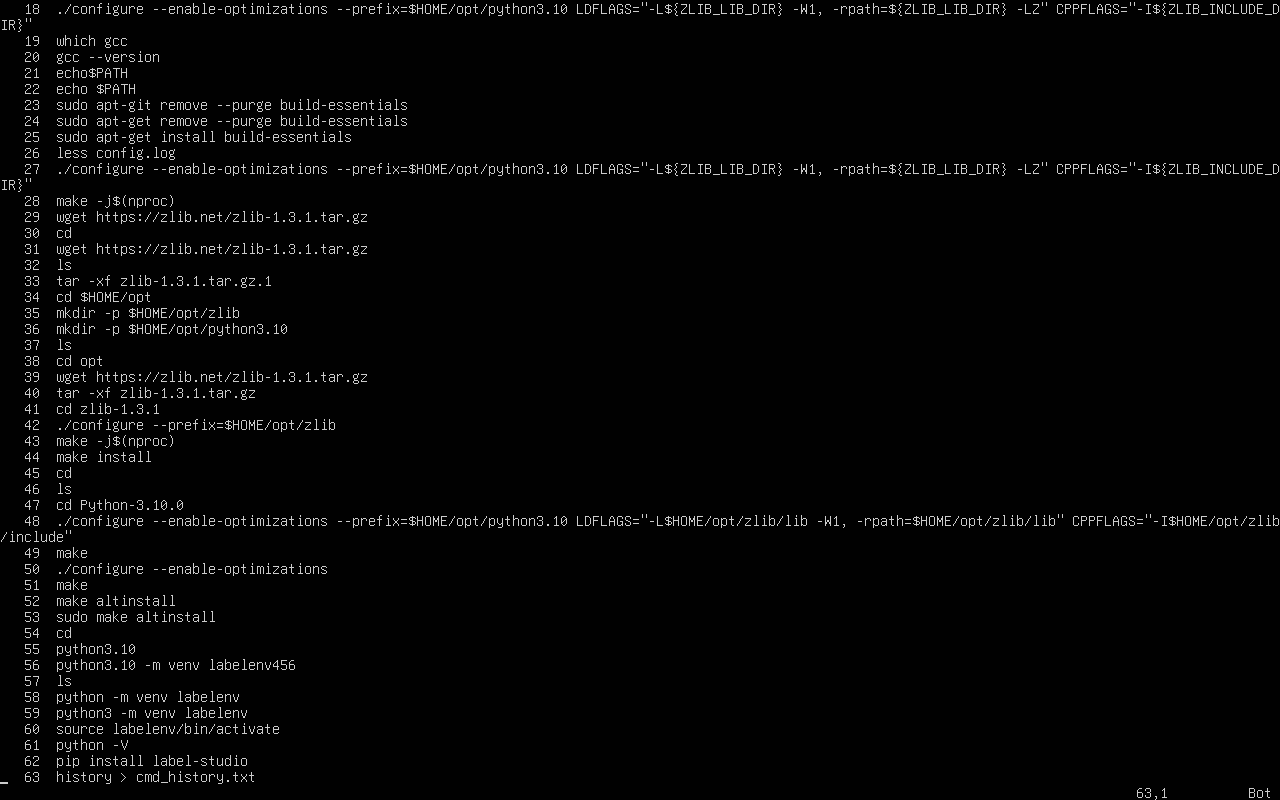 18  ./configure --enable-optimizations --prefix=$HOME/opt/python3.10 LDFLAGS="-L${ZLIB_LIB_DIR} -W1, -rpath=${ZLIB_LIB_DIR} -LZ" CPPFLAGS="-I${ZLIB_INCLUDE_D
IR}"
   19  which gcc
   20  gcc --version
   21  echo$PATH
   22  echo $PATH
   23  sudo apt-git remove --purge build-essentials
   24  sudo apt-get remove --purge build-essentials
   25  sudo apt-get install build-essentials
   26  less config.log
   27  ./configure --enable-optimizations --prefix=$HOME/opt/python3.10 LDFLAGS="-L${ZLIB_LIB_DIR} -W1, -rpath=${ZLIB_LIB_DIR} -LZ" CPPFLAGS="-I${ZLIB_INCLUDE_D
IR}"
   28  make -j$(nproc)
   29  wget https://zlib.net/zlib-1.3.1.tar.gz
   30  cd
   31  wget https://zlib.net/zlib-1.3.1.tar.gz
   32  ls
   33  tar -xf zlib-1.3.1.tar.gz.1
   34  cd $HOME/opt
   35  mkdir -p $HOME/opt/zlib
   36  mkdir -p $HOME/opt/python3.10
   37  ls
   38  cd opt
   39  wget https://zlib.net/zlib-1.3.1.tar.gz
   40  tar -xf zlib-1.3.1.tar.gz
   41  cd zlib-1.3.1
   42  ./configure --prefix=$HOME/opt/zlib
   43  make -j$(nproc)
   44  make install
   45  cd
   46  ls
   47  cd Python-3.10.0
   48  ./configure --enable-optimizations --prefix=$HOME/opt/python3.10 LDFLAGS="-L$HOME/opt/zlib/lib -W1, -rpath=$HOME/opt/zlib/lib" CPPFLAGS="-I$HOME/opt/zlib
/include"
   49  make
   50  ./configure --enable-optimizations
   51  make
   52  make altinstall
   53  sudo make altinstall
   54  cd
   55  python3.10
   56  python3.10 -m venv labelenv456
   57  ls
   58  python -m venv labelenv
   59  python3 -m venv labelenv
   60  source labelenv/bin/activate
   61  python -V
   62  pip install label-studio
   63  history > cmd_history.txt
63,1          Bot